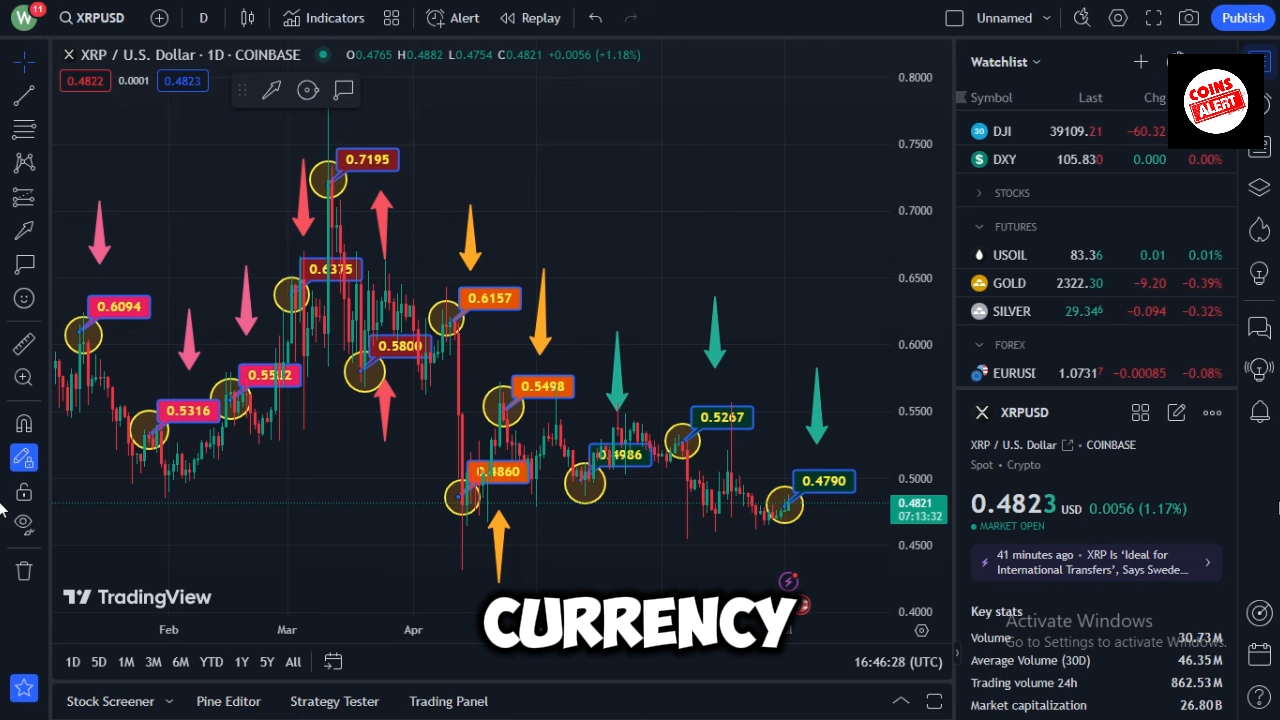 W 11 XRPUSD D Indicators Alert Replay Unnamed Publish
XRP / U.S. Dollar · 1D · COINBASE O0.4765 H0.4882 L0.4754 C0.4821 +0.0056 (+1.18%)
0.4822 0.0001 0.4823
0.8000
0.7500
0.7000
0.6500
0.6000
0.5500
0.5000
0.4821
07:13:32
0.4500
0.4000
0.7195
0.6375
0.6094
0.6157
0.5800
0.5512
0.5498
0.5316
0.5267
0.4986
0.4860
0.4790
TradingView
CURRENCY
Feb Mar Apr
1D 5D 1M 3M 6M YTD 1Y 5Y All 16:46:28 (UTC)
Stock Screener Pine Editor Strategy Tester Trading Panel
Watchlist
COINS
ALERT
Symbol Last Chg
30 DJI 39109.21 −60.32
$ DXY 105.830 0.000 0.00%
STOCKS
FUTURES
USOIL 83.36 0.01 0.01%
GOLD 2322.30 −9.20 −0.39%
SILVER 29.346 −0.094 −0.32%
FOREX
EURUSD 1.07317 −0.00085 −0.08%
XRPUSD
XRP / U.S. Dollar COINBASE
Spot • Crypto
0.4823 USD 0.0056 (1.17%)
MARKET OPEN
41 minutes ago • XRP Is ‘Ideal for
International Transfers’, Says Swede...
Key stats
Activate Windows
Go to Settings to activate Windows.
Volume 30.73M
Average Volume (30D) 46.35M
Trading volume 24h 862.53M
Market capitalization 26.80B